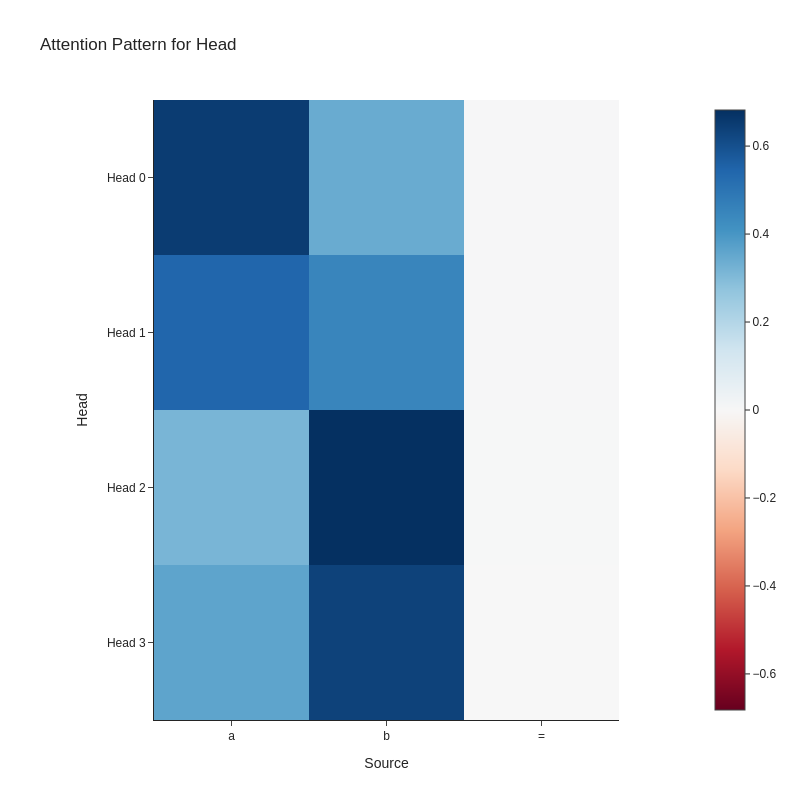 Attention Pattern for Head
Head 0
Head 1
Head 2
Head 3
Head
a
b
=
Source
0.6
0.4
0.2
0
−0.2
−0.4
−0.6